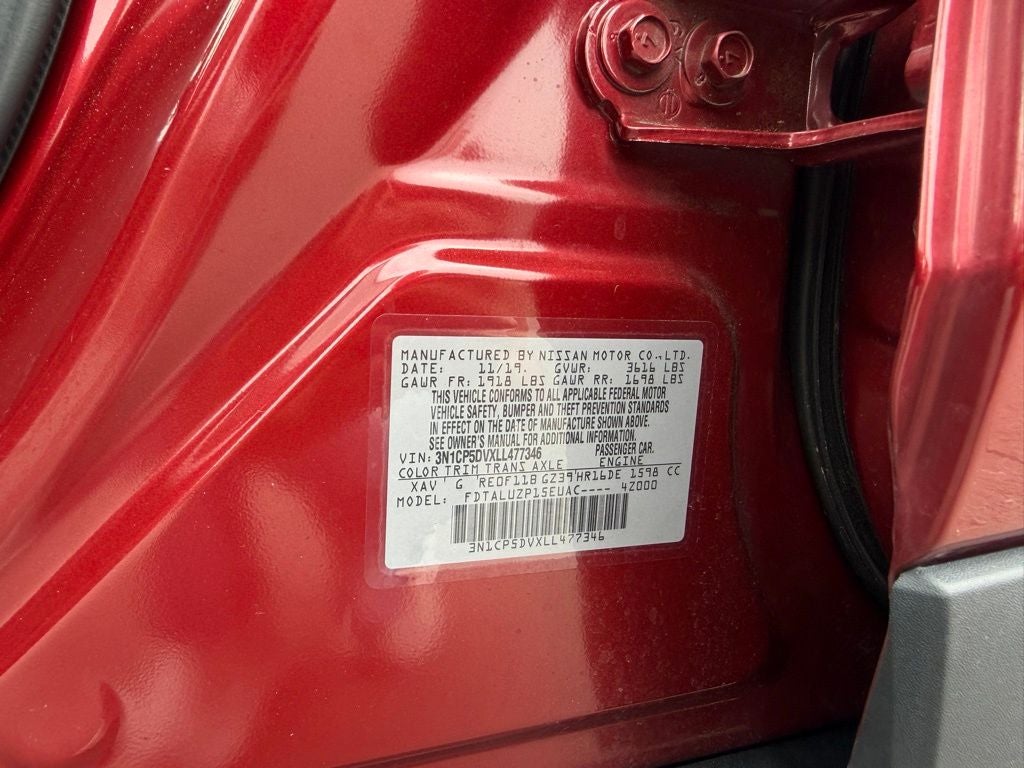 MANUFACTURED BY NISSAN MOTOR CO.,LTD.
DATE: 11/19. GVWR: 3616 LBS
GAWR FR: 1918 LBS GAWR RR: 1698 LBS
THIS VEHICLE CONFORMS TO ALL APPLICABLE FEDERAL MOTOR
VEHICLE SAFETY, BUMPER AND THEFT PREVENTION STANDARDS
IN EFFECT ON THE DATE OF MANUFACTURE SHOWN ABOVE.
SEE OWNER'S MANUAL FOR ADDITIONAL INFORMATION.
VIN: 3N1CP5DVXLL477346 PASSENGER CAR.
COLOR TRIM TRANS AXLE ENGINE
XAV ' G ' RE0F11B GZ39'HR16DE 1598 CC
MODEL: FDTALUZP15EUAC---- 42000
3N1CP5DVXLL477346
7
7